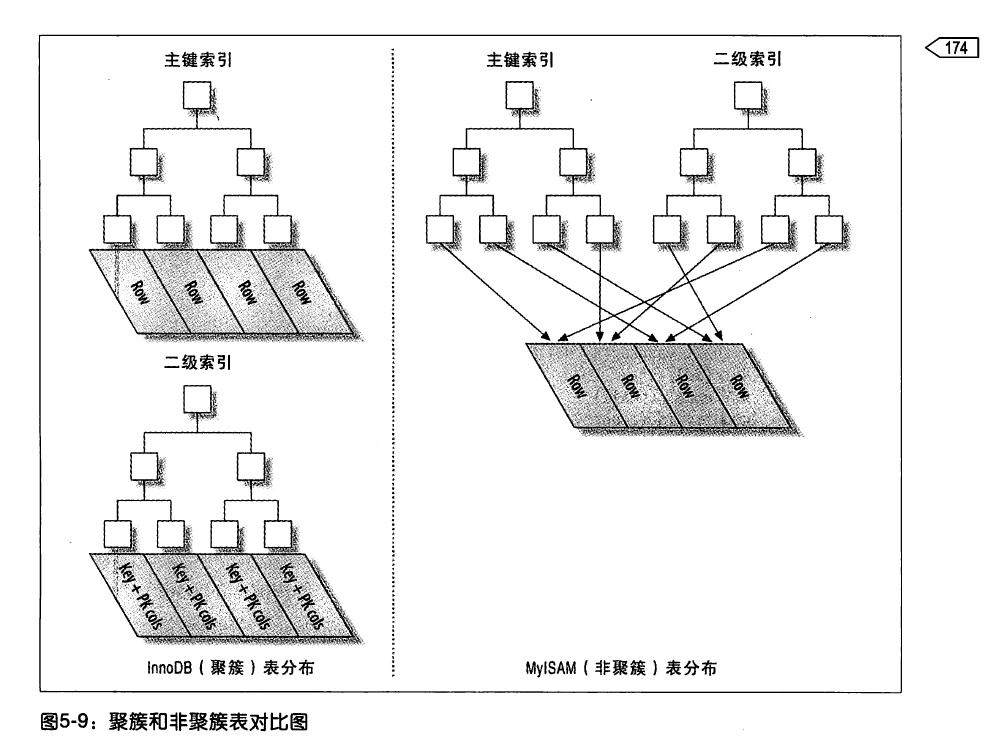 174
主键索引
Row
Row
Row
Row
二级索引
Key + PK cols
Key + PK cols
Key + PK cols
Key + PK cols
InnoDB（聚簇）表分布
主键索引
二级索引
Row
Row
Row
Row
MyISAM（非聚簇）表分布
图5-9：聚簇和非聚簇表对比图